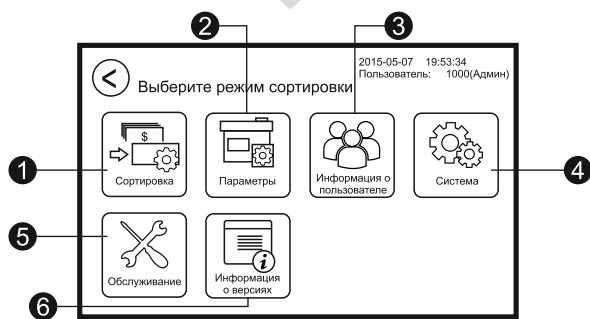 2 3
2015-05-07 19:53:34
Пользователь: 1000(Админ)
< Выберите режим сортировки
$
1 Сортировка
Параметры
Информация о
пользователе
Система 4
5 Обслуживание
Информация
о версиях
6